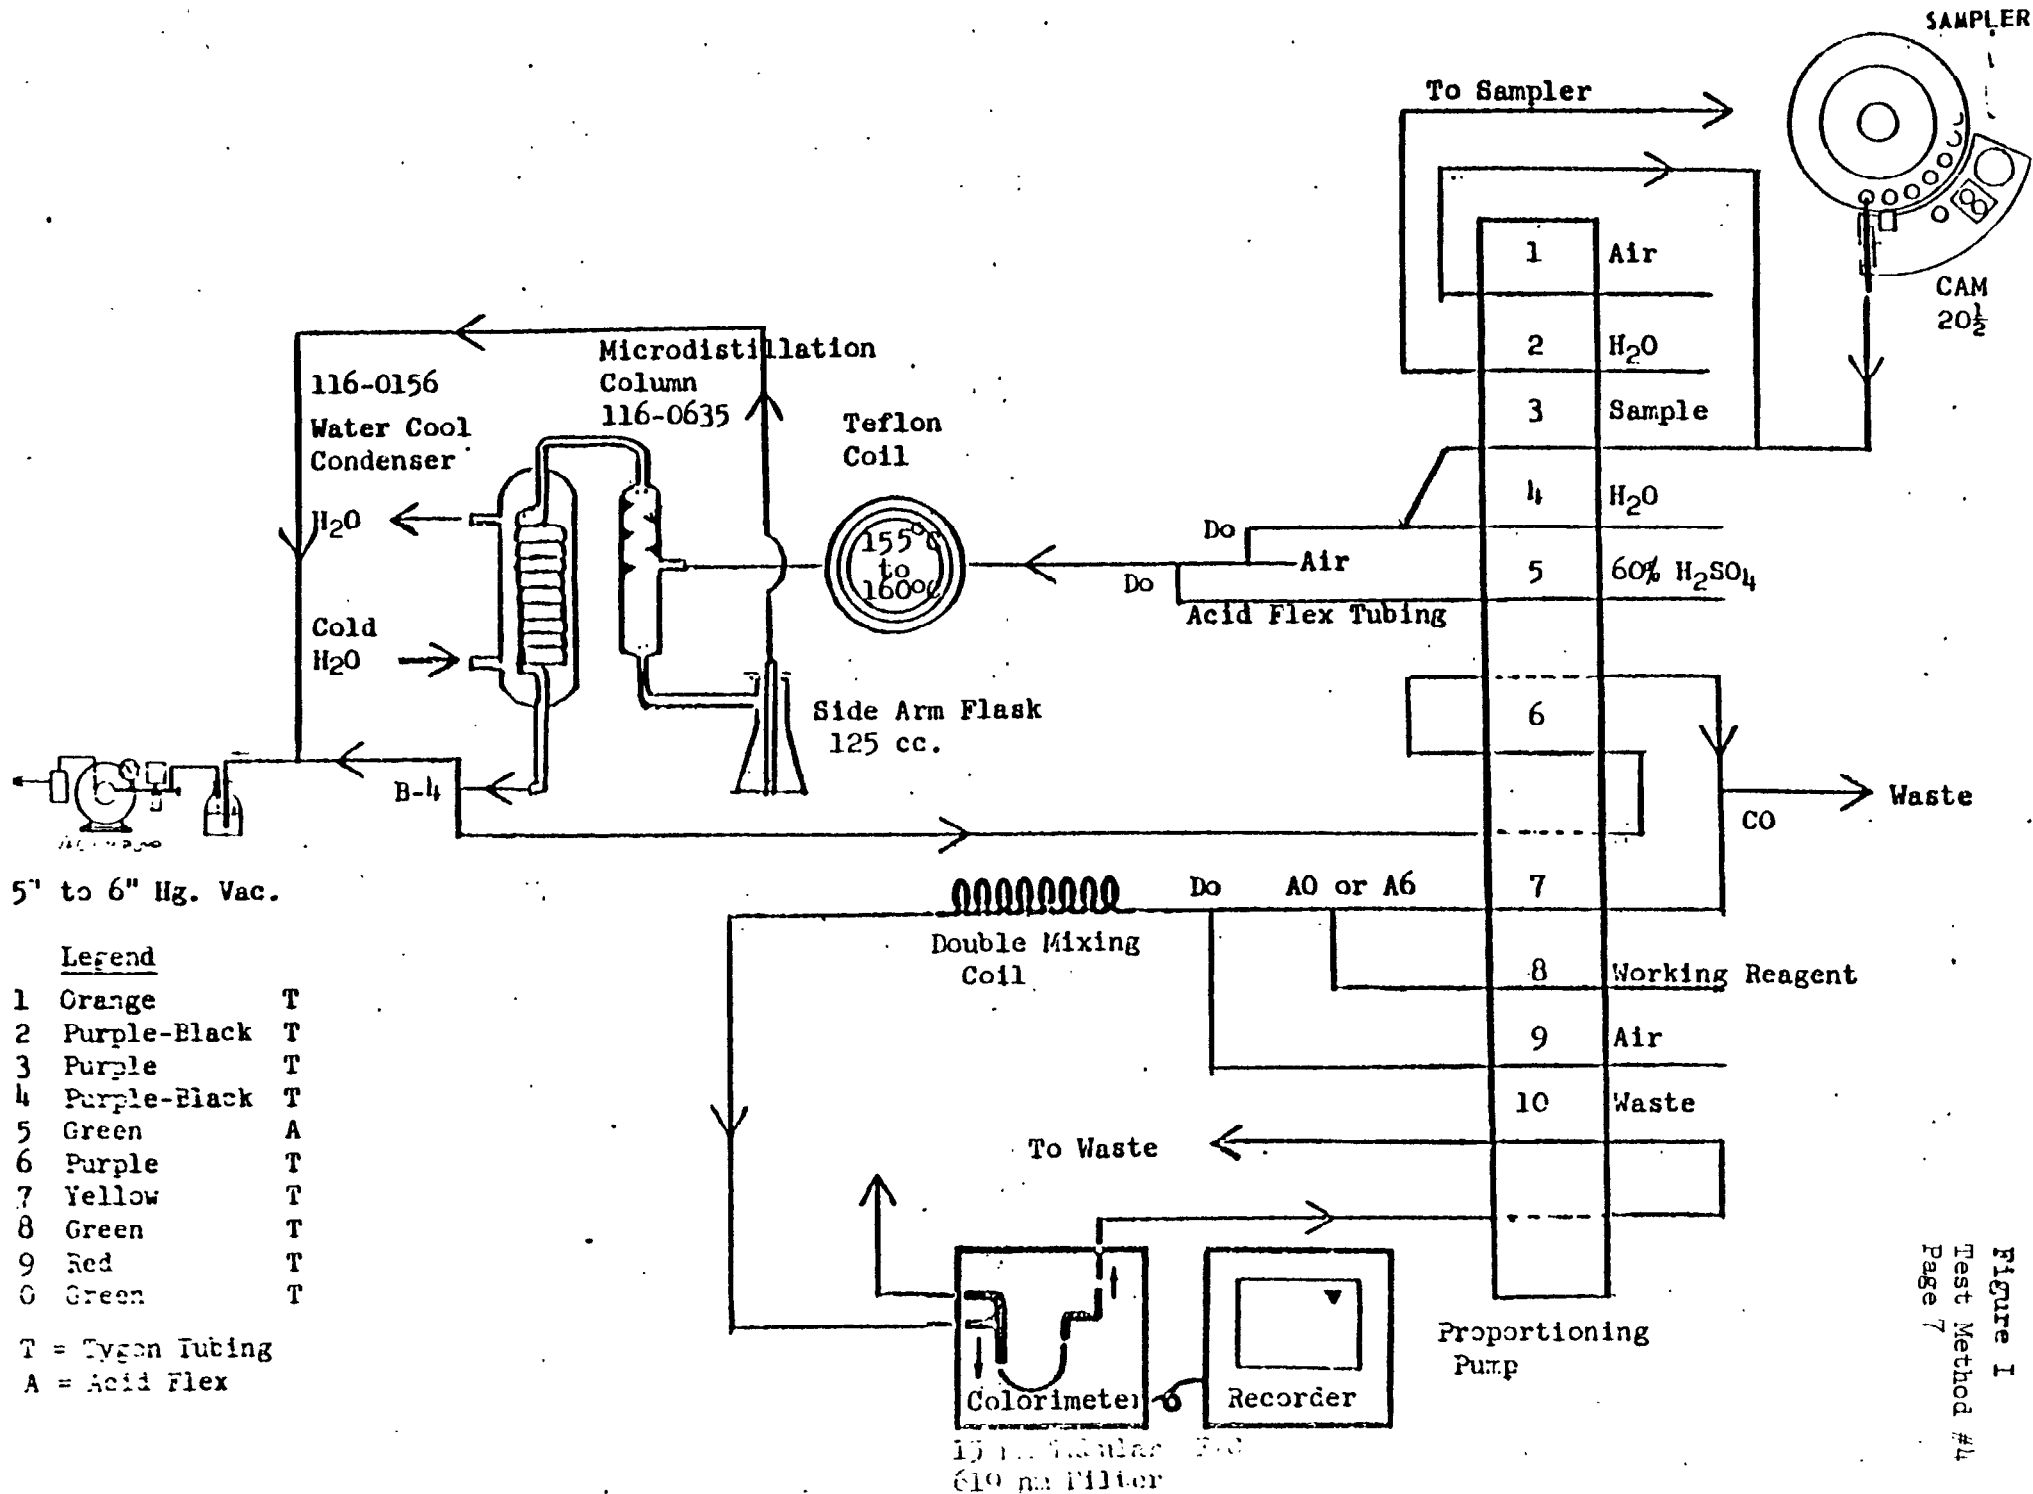 SAMPLER
To Sampler
CAM
20½
1 Air
2 H2O
3 Sample
4 H2O
5 60% H2SO4
6
7
8 Working Reagent
9 Air
10 Waste
Microdistillation
Column
116-0635
116-0156
Water Cool
Condenser
H2O
Cold
H2O
Teflon
Coil
155°C
to
160°C
Do
Air
Do
Acid Flex Tubing
Side Arm Flask
125 cc.
B-4
Waste
CO
5" to 6" Hg. Vac.
Do A0 or A6
Double Mixing
Coil
Legend
1 Orange T
2 Purple-Black T
3 Purple T
4 Purple-Black T
5 Green A
6 Purple T
7 Yellow T
8 Green T
9 Red T
0 Green T
T = Tygon Tubing
A = Acid Flex
To Waste
Colorimeter
Recorder
Proportioning
Pump
15
619 nm Filter
Figure I
Test Method #4
Page 7